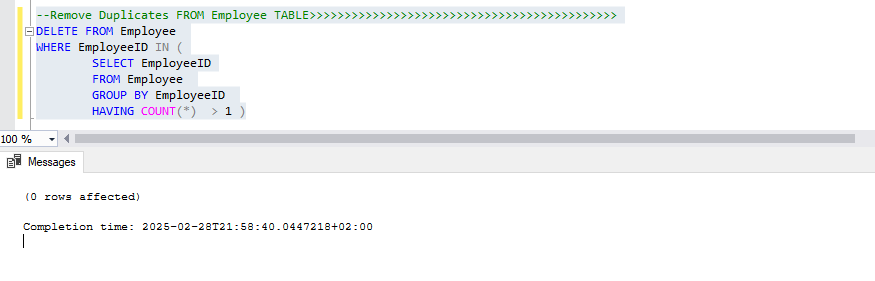 --Remove Duplicates FROM Employee TABLE>>>>>>>>>>>>>>>>>>>>>>>>>>>>>>>>>>>>>>>>>>>>
DELETE FROM Employee
WHERE EmployeeID IN (
SELECT EmployeeID
FROM Employee
GROUP BY EmployeeID
HAVING COUNT(*) > 1 )
100 %
Messages
(0 rows affected)
Completion time: 2025-02-28T21:58:40.0447218+02:00